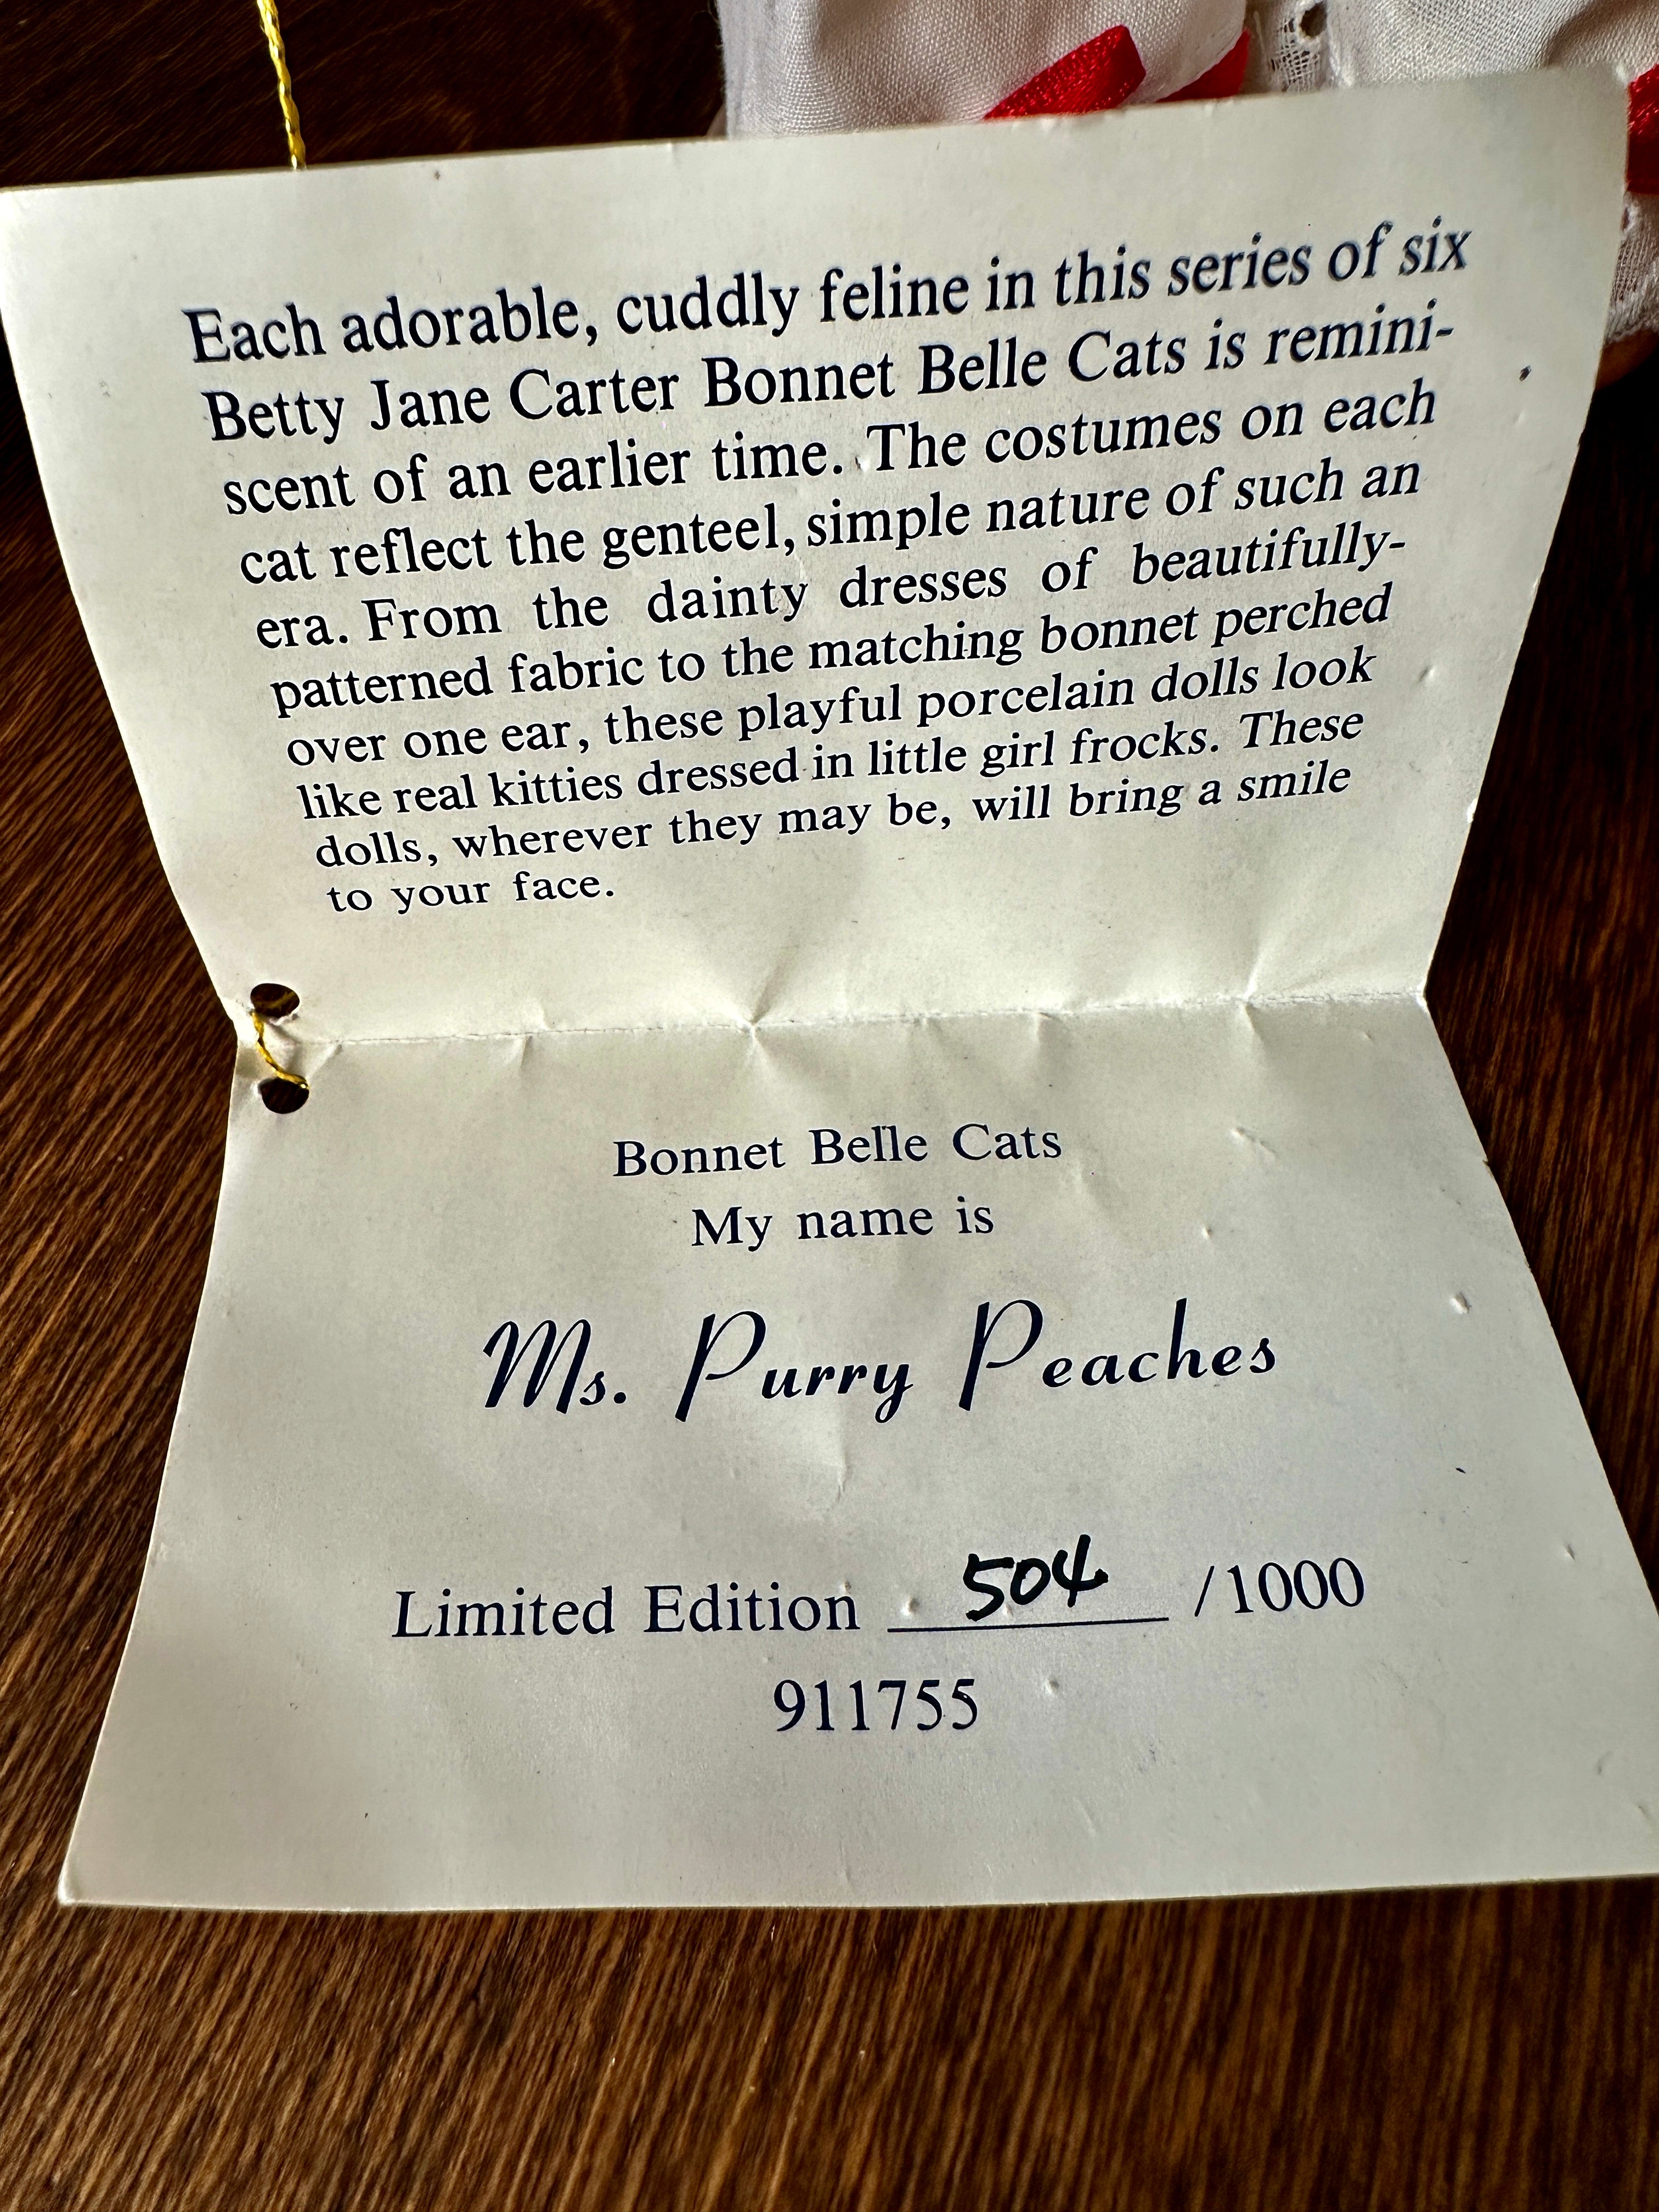 Each adorable, cuddly feline in this series of six
Betty Jane Carter Bonnet Belle Cats is remini-
scent of an earlier time. The costumes on each
cat reflect the genteel, simple nature of such an
era. From the dainty dresses of beautifully-
patterned fabric to the matching bonnet perched
over one ear, these playful porcelain dolls look
like real kitties dressed in little girl frocks. These
dolls, wherever they may be, will bring a smile
to your face.
Bonnet Belle Cats
My name is
Ms. Purry Peaches
Limited Edition 504 /1000
911755